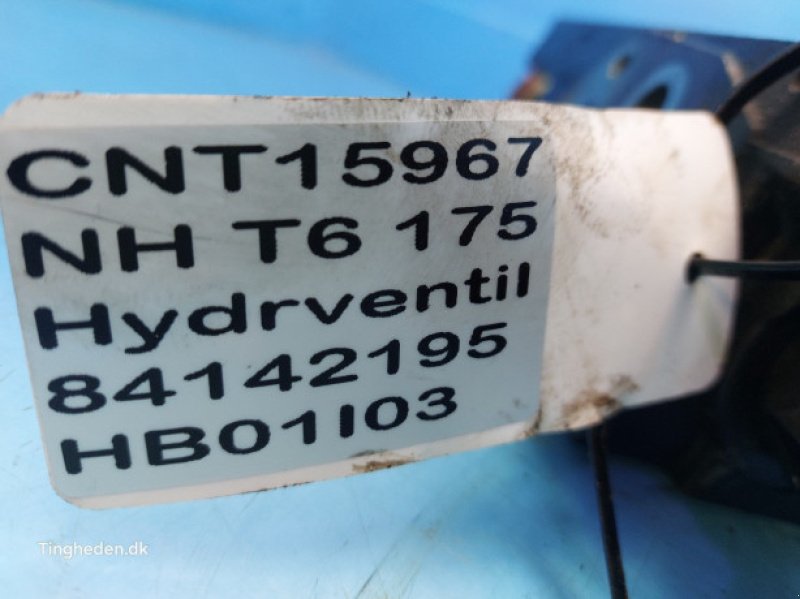 CNT15967
NH T6 175
Hydrventil
84142195
HB01I03
Tingheden.dk